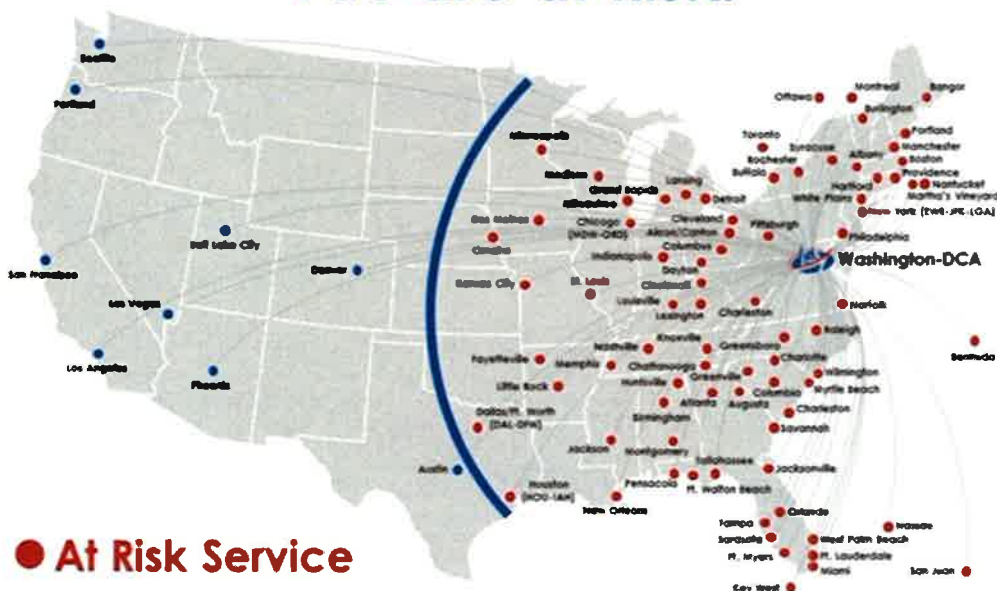 Seattle
Portland
Minneapolis
Madison
Grand Rapids
Lansing
Milwaukee
Detroit
Ottawa
Montreal
Bangor
Burlington
Portland
Toronto
Syracuse
Manchester
Rochester
Albany
Boston
Buffalo
Providence
Hartford
Nantucket
White Plains
Martha's Vineyard
New York (EWR-JFK-LGA)
Des Moines
Chicago
(MDW-ORD)
Cleveland
Akron/Canton
Pittsburgh
Philadelphia
Salt Lake City
Omaha
Columbus
Washington-DCA
San Francisco
Denver
Indianapolis
Dayton
Kansas City
St. Louis
Cincinnati
Las Vegas
Louisville
Lexington
Charleston
Norfolk
Raleigh
Los Angeles
Phoenix
Nashville
Knoxville
Greensboro
Bermuda
Fayetteville
Memphis
Chattanooga
Charlotte
Little Rock
Huntsville
Greenville
Wilmington
Columbia
Myrtle Beach
Dallas/Ft. Worth
(DAL-DFW)
Birmingham
Atlanta
Augusta
Charleston
Savannah
Jackson
Montgomery
Austin
Tallahassee
Jacksonville
Houston
(HOU-IAH)
Pensacola
Ft. Walton Beach
New Orleans
Orlando
Tampa
Nassau
Sarasota
West Palm Beach
Ft. Myers
Ft. Lauderdale
Miami
San Juan
Key West
At Risk Service